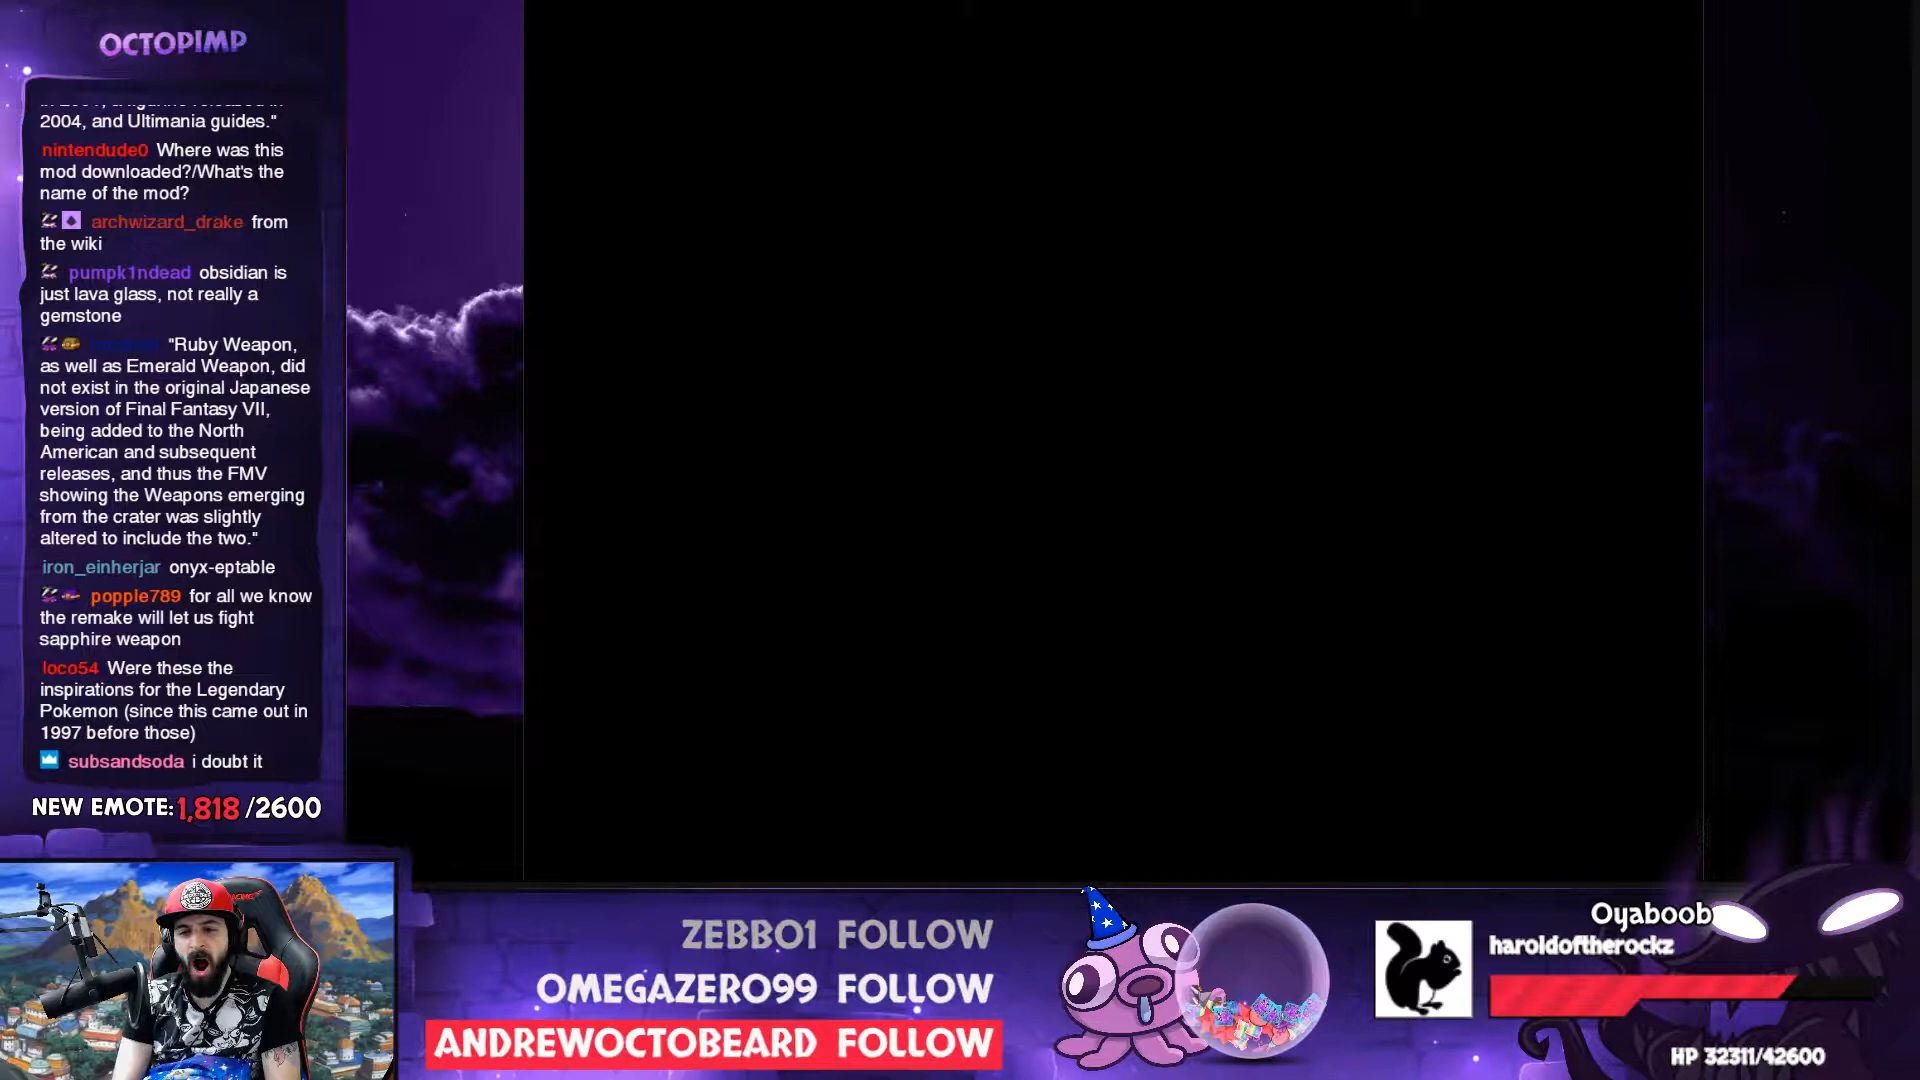 OCTOPIMP
2004, and Ultimania guides."
nintendude0 Where was this
mod downloaded?/What's the
name of the mod?
archwizard_drake from
the wiki
pumpk1ndead obsidian is
just lava glass, not really a
gemstone
"Ruby Weapon,
as well as Emerald Weapon, did
not exist in the original Japanese
version of Final Fantasy VII,
being added to the North
American and subsequent
releases, and thus the FMV
showing the Weapons emerging
from the crater was slightly
altered to include the two."
iron_einherjar onyx-eptable
popple789 for all we know
the remake will let us fight
sapphire weapon
loco54 Were these the
inspirations for the Legendary
Pokemon (since this came out in
1997 before those)
subsandsoda i doubt it
NEW EMOTE: 1,818 /2600
ZEBBO1 FOLLOW
OMEGAZERO99 FOLLOW
ANDREWOCTOBEARD FOLLOW
Oyaboob
haroldoftherockz
HP 32311/42600